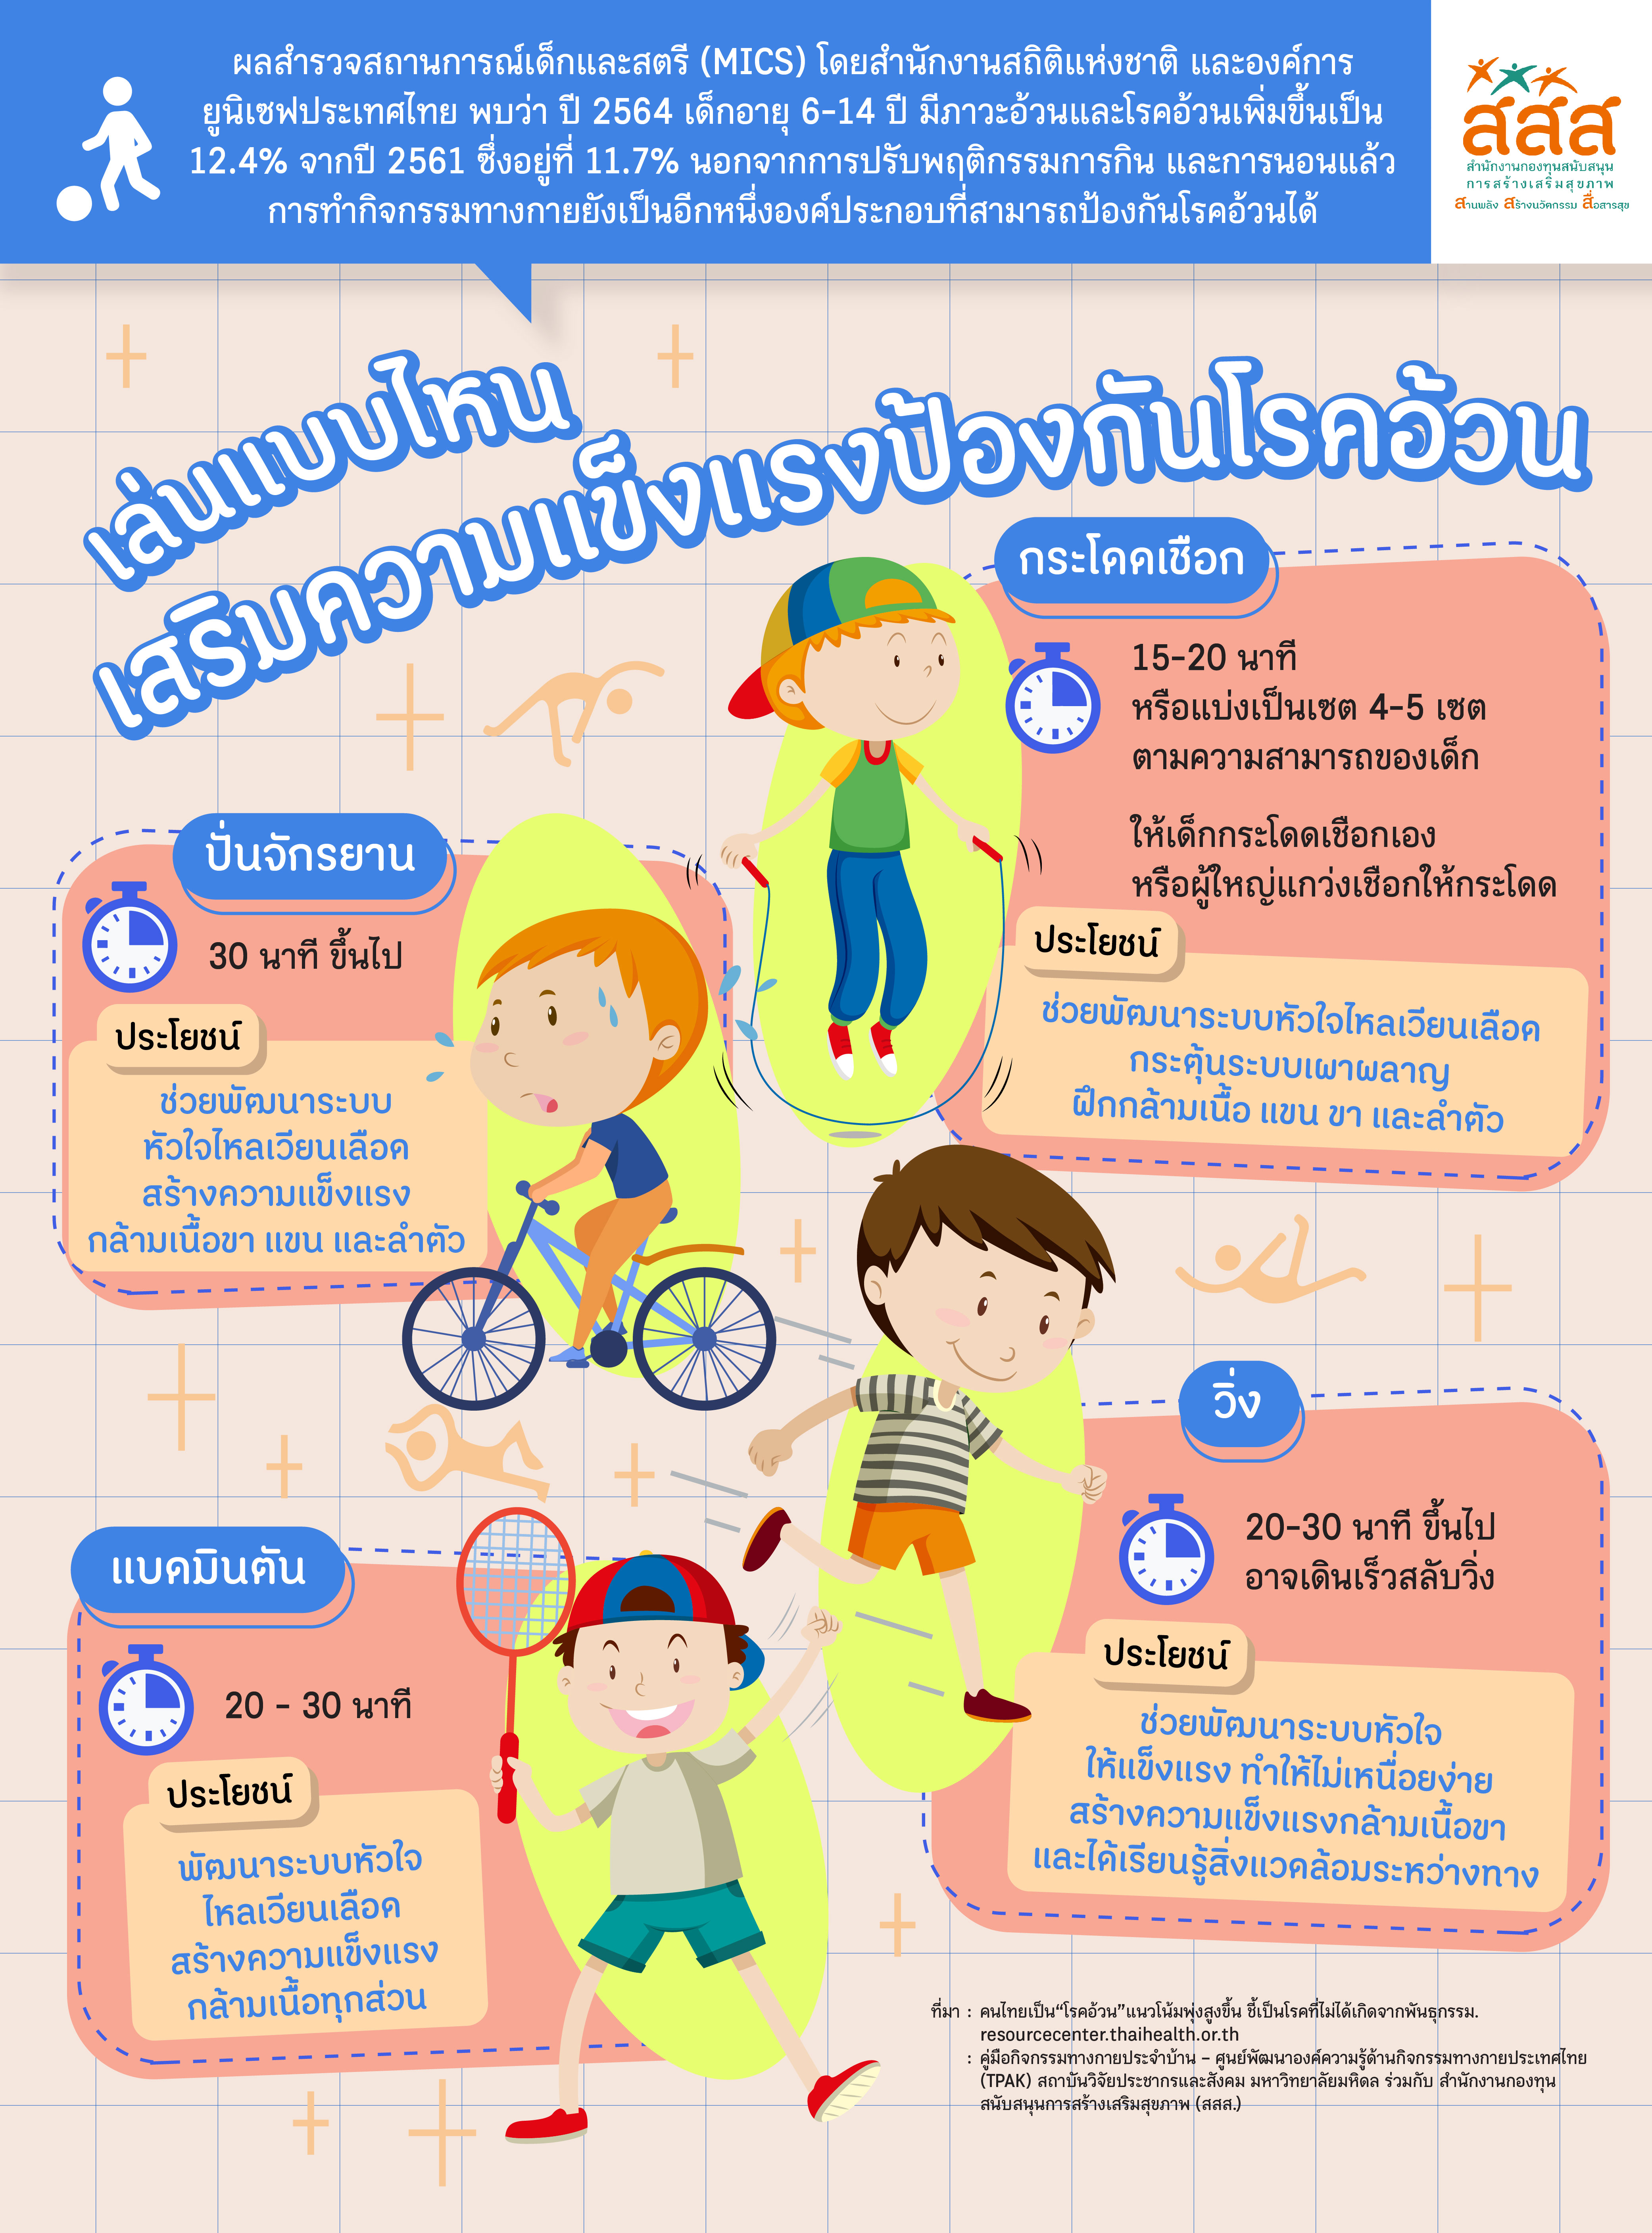 ผลสำรวจสถานการณ์เด็กและสตรี (MICS) โดยสำนักงานสถิติแห่งชาติ และองค์การ
ยูนิเซฟประเทศไทย พบว่า ปี 2564 เด็กอายุ 6-14 ปี มีภาวะอ้วนและโรคอ้วนเพิ่มขึ้นเป็น
12.4% จากปี 2561 ซึ่งอยู่ที่ 11.7% นอกจากการปรับพฤติกรรมการกิน และการนอนแล้ว
การทำกิจกรรมทางกายยังเป็นอีกหนึ่งองค์ประกอบที่สามารถป้องกันโรคอ้วนได้
สสส
สำนักงานกองทุนสนับสนุน
การสร้างเสริมสุขภาพ
สานพลัง สร้างนวัตกรรม สื่อสารสุข
เล่นแบบไหน
เสริมความแข็งแรงป้องกันโรคอ้วน
กระโดดเชือก
15-20 นาที
หรือแบ่งเป็นเซต 4-5 เซต
ตามความสามารถของเด็ก
ให้เด็กกระโดดเชือกเอง
หรือผู้ใหญ่แกว่งเชือกให้กระโดด
ประโยชน์
ช่วยพัฒนาระบบหัวใจไหลเวียนเลือด
กระตุ้นระบบเผาผลาญ
ฝึกกล้ามเนื้อ แขน ขา และลำตัว
ปั่นจักรยาน
30 นาที ขึ้นไป
ประโยชน์
ช่วยพัฒนาระบบ
หัวใจไหลเวียนเลือด
สร้างความแข็งแรง
กล้ามเนื้อขา แขน และลำตัว
วิ่ง
20-30 นาที ขึ้นไป
อาจเดินเร็วสลับวิ่ง
ประโยชน์
ช่วยพัฒนาระบบหัวใจ
ให้แข็งแรง ทำให้ไม่เหนื่อยง่าย
สร้างความแข็งแรงกล้ามเนื้อขา
และได้เรียนรู้สิ่งแวดล้อมระหว่างทาง
แบดมินตัน
20 - 30 นาที
ประโยชน์
พัฒนาระบบหัวใจ
ไหลเวียนเลือด
สร้างความแข็งแรง
กล้ามเนื้อทุกส่วน
ที่มา : คนไทยเป็น“โรคอ้วน”แนวโน้มพุ่งสูงขึ้น ชี้เป็นโรคที่ไม่ได้เกิดจากพันธุกรรม.
resourcecenter.thaihealth.or.th
: คู่มือกิจกรรมทางกายประจำบ้าน – ศูนย์พัฒนาองค์ความรู้ด้านกิจกรรมทางกายประเทศไทย
(TPAK) สถาบันวิจัยประชากรและสังคม มหาวิทยาลัยมหิดล ร่วมกับ สำนักงานกองทุน
สนับสนุนการสร้างเสริมสุขภาพ (สสส.)